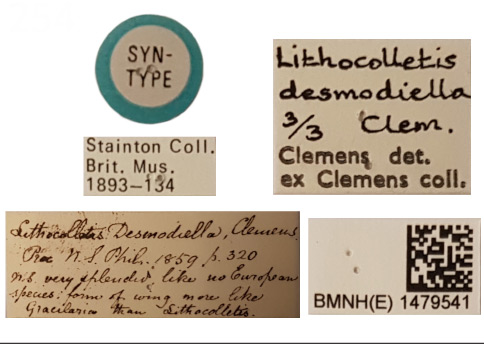 SYN-
TYPE
Stainton Coll.
Brit. Mus.
1893–134
Lithocolletis
desmodiella
3/3 Clem.
Clemens det.
ex Clemens coll.
Lithocolletis Desmodiella, Clemens
Proc N.S. Phil. 1859 p. 320
n.s. very splendid, like no European
species: form of wing more like
Gracilaria than Lithocolletis.
BMNH(E) 1479541